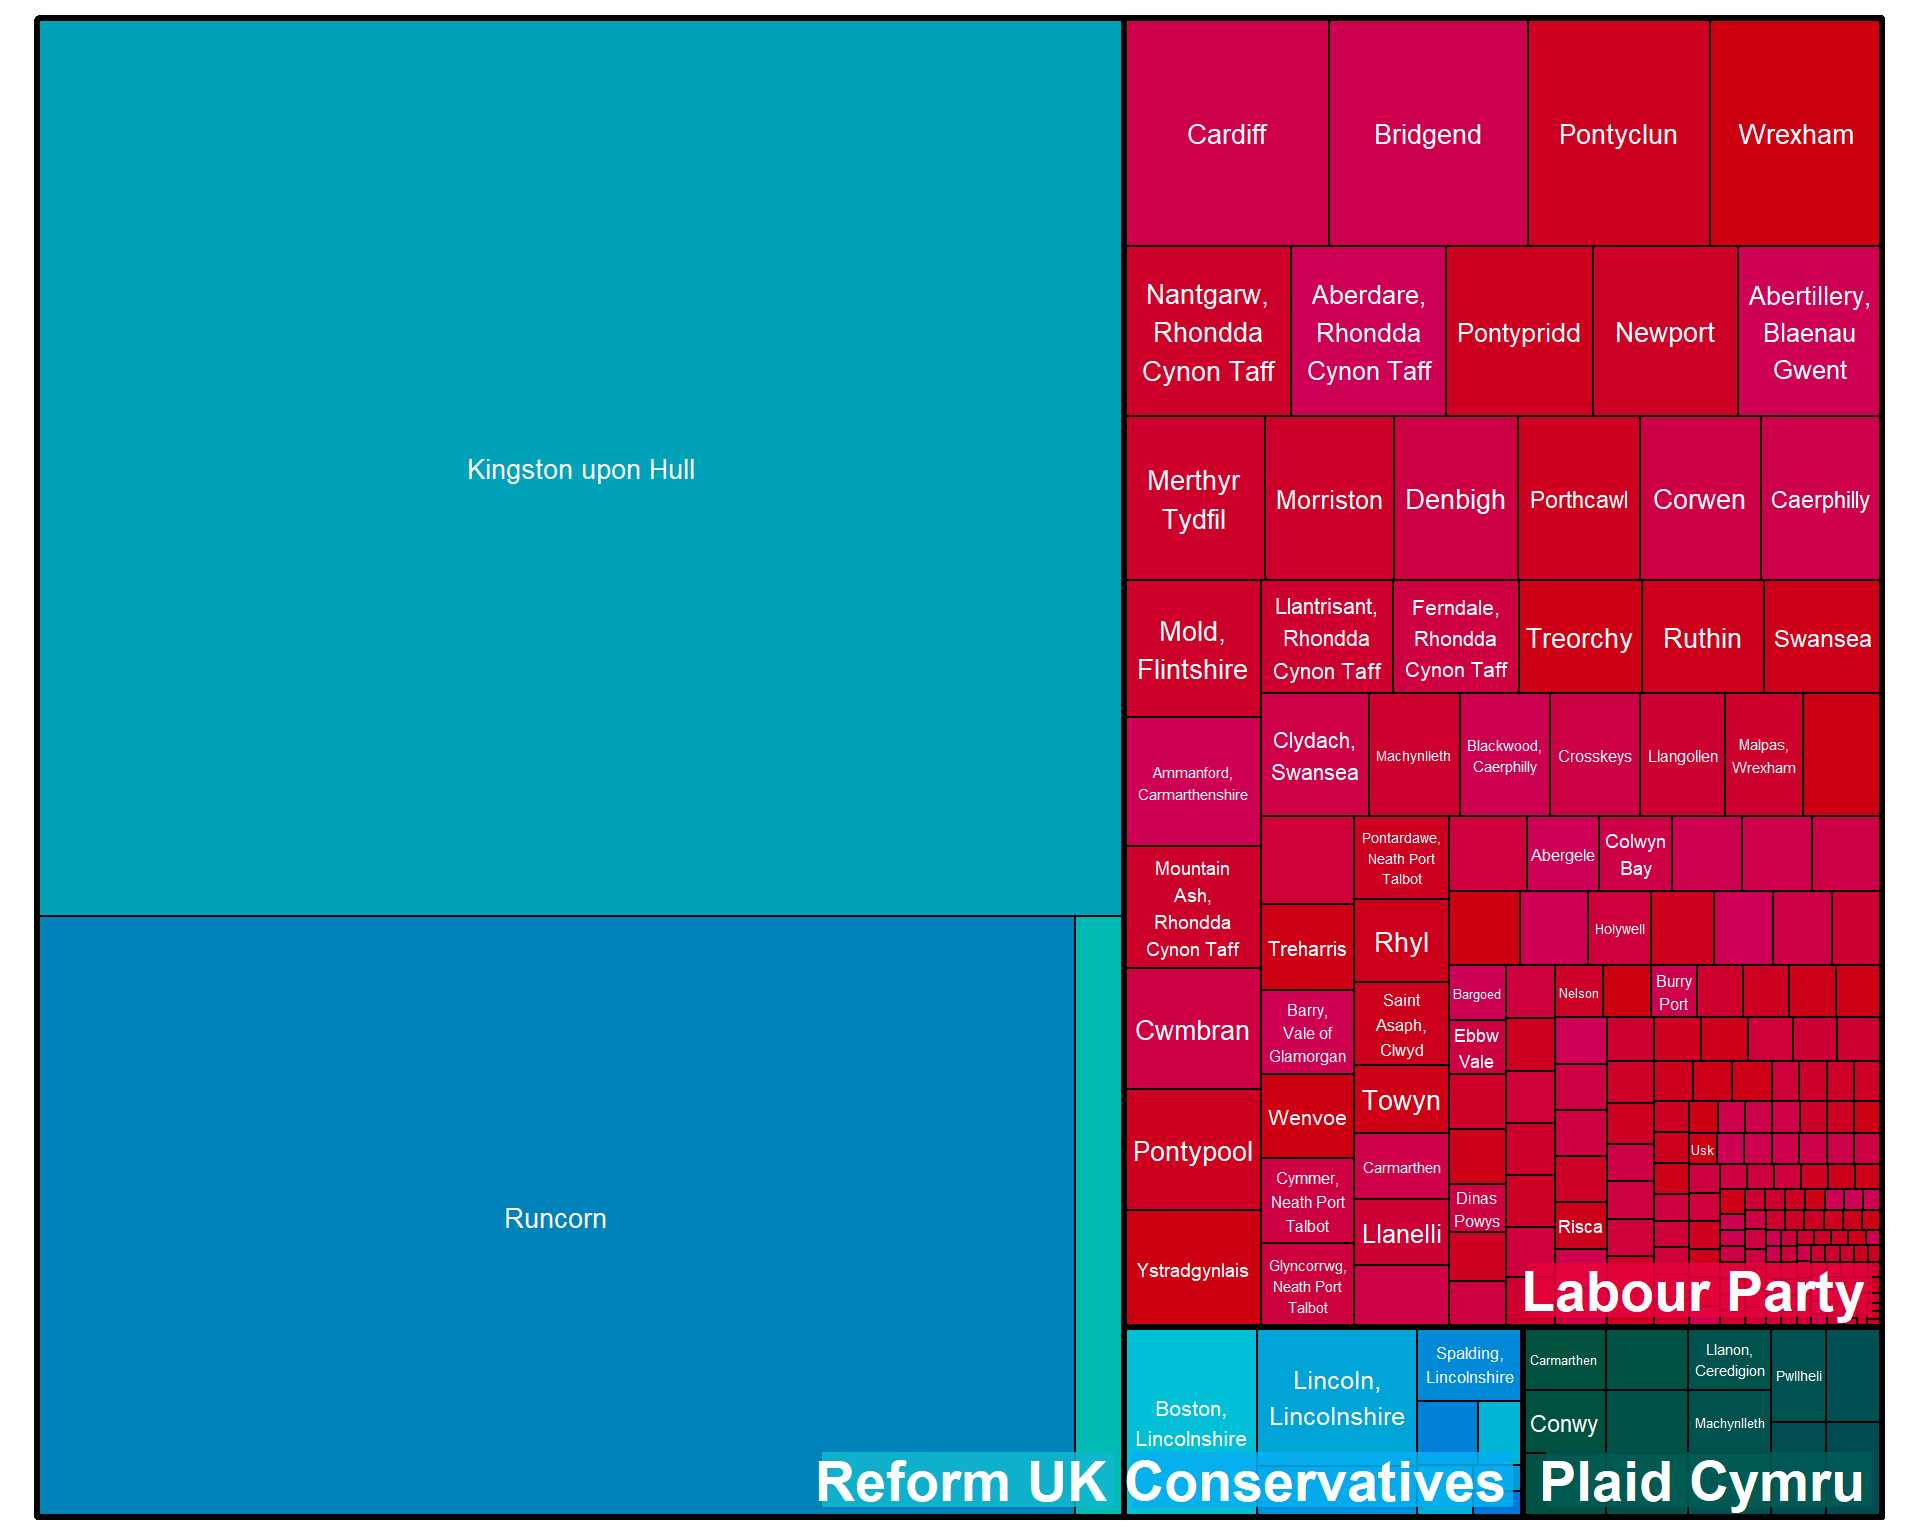 Kingston upon Hull
Runcorn
Reform UK
Cardiff
Bridgend
Pontyclun
Wrexham
Nantgarw,
Rhondda
Cynon Taff
Aberdare,
Rhondda
Cynon Taff
Pontypridd
Newport
Abertillery,
Blaenau
Gwent
Merthyr
Tydfil
Morriston
Denbigh
Porthcawl
Corwen
Caerphilly
Mold,
Flintshire
Llantrisant,
Rhondda
Cynon Taff
Ferndale,
Rhondda
Cynon Taff
Treorchy
Ruthin
Swansea
Ammanford,
Carmarthenshire
Clydach,
Swansea
Machynlleth
Blackwood,
Caerphilly
Crosskeys
Llangollen
Malpas,
Wrexham
Mountain
Ash,
Rhondda
Cynon Taff
Pontardawe,
Neath Port
Talbot
Abergele
Colwyn
Bay
Treharris
Rhyl
Holywell
Cwmbran
Barry,
Vale of
Glamorgan
Saint
Asaph,
Clwyd
Bargoed
Ebbw
Vale
Nelson
Burry
Port
Pontypool
Wenvoe
Towyn
Cymmer,
Neath Port
Talbot
Carmarthen
Dinas
Powys
Usk
Risca
Ystradgynlais
Glyncorrwg,
Neath Port
Talbot
Llanelli
Labour Party
Boston,
Lincolnshire
Lincoln,
Lincolnshire
Spalding,
Lincolnshire
Conservatives
Carmarthen
Llanon,
Ceredigion
Pwllheli
Conwy
Machynlleth
Plaid Cymru